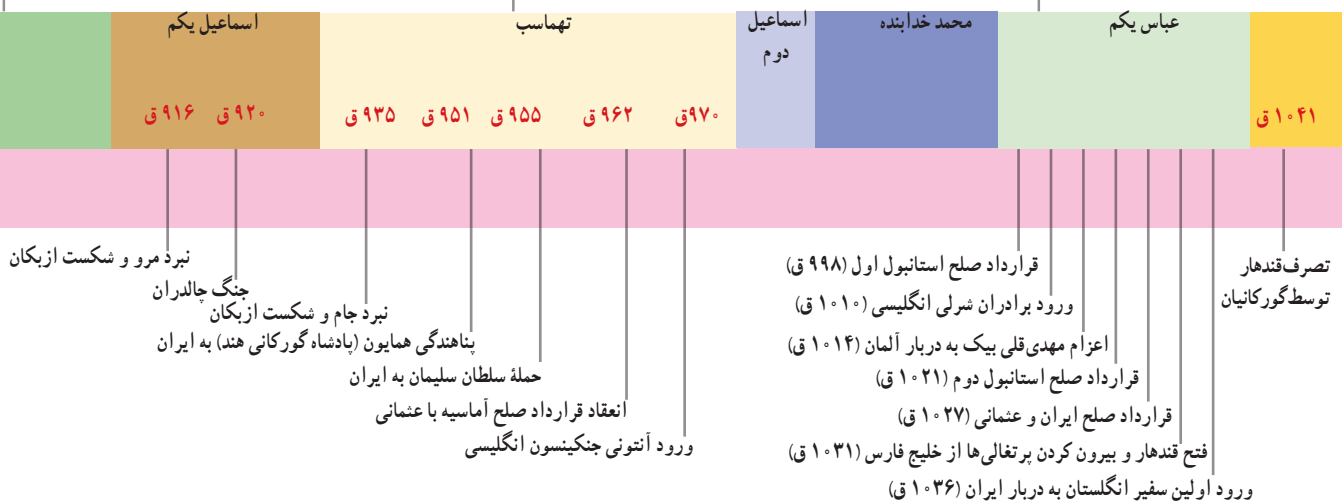 اسماعیل یکم
تهماسب
اسماعیل
دوم
محمد خدابنده
عباس یکم
۹۱۶ ق
۹۲۰ ق
۹۳۵ ق
۹۵۱ ق
۹۵۵ ق
۹۶۲ ق
۹۷۰ق
۱۰۴۱ ق
نبرد مرو و شکست ازبکان
جنگ چالدران
نبرد جام و شکست ازبکان
پناهندگی همایون (پادشاه گورکانی هند) به ایران
حملۀ سلطان سلیمان به ایران
انعقاد قرارداد صلح آماسیه با عثمانی
ورود آنتونی جنکینسون انگلیسی
قرارداد صلح استانبول اول (۹۹۸ ق)
ورود برادران شرلی انگلیسی (۱۰۱۰ ق)
اعزام مهدی‌قلی بیک به دربار آلمان (۱۰۱۴ ق)
قرارداد صلح استانبول دوم (۱۰۲۱ ق)
قرارداد صلح ایران و عثمانی (۱۰۲۷ ق)
فتح قندهار و بیرون کردن پرتغالی‌ها از خلیج فارس (۱۰۳۱ ق)
ورود اولین سفیر انگلستان به دربار ایران (۱۰۳۶ ق)
تصرف‌قندهار
توسط‌گورکانیان